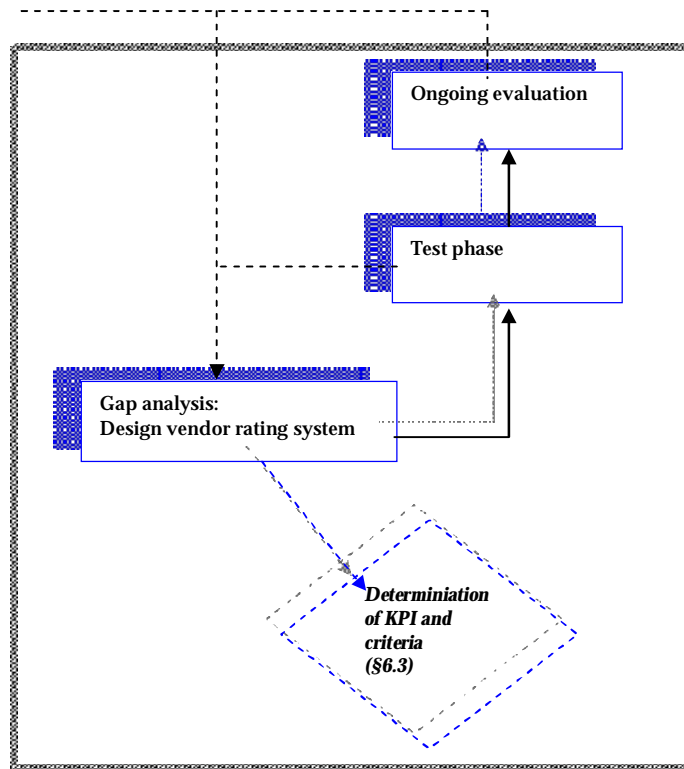 Ongoing evaluation
Test phase
Gap analysis:
Design vendor rating system
Determiniation
of KPI and
criteria
(§6.3)